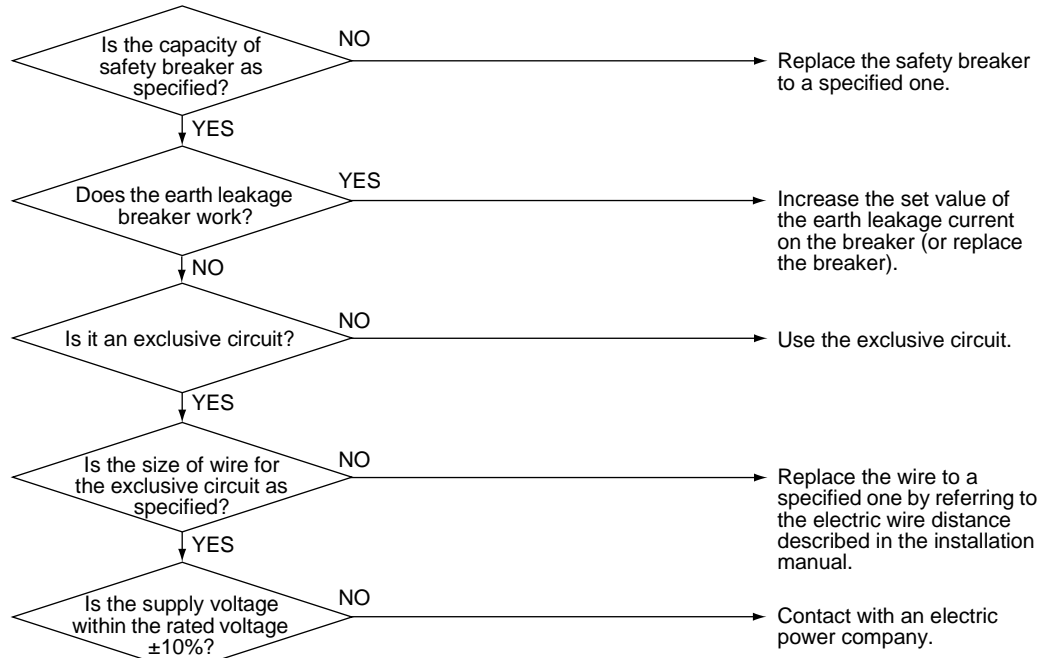 Is the capacity of
safety breaker as
specified?
NO
Replace the safety breaker
to a specified one.
YES
Does the earth leakage
breaker work?
YES
Increase the set value of
the earth leakage current
on the breaker (or replace
the breaker).
NO
Is it an exclusive circuit?
NO
Use the exclusive circuit.
YES
Is the size of wire for
the exclusive circuit as
specified?
NO
Replace the wire to a
specified one by referring to
the electric wire distance
described in the installation
manual.
YES
Is the supply voltage
within the rated voltage
±10%?
NO
Contact with an electric
power company.